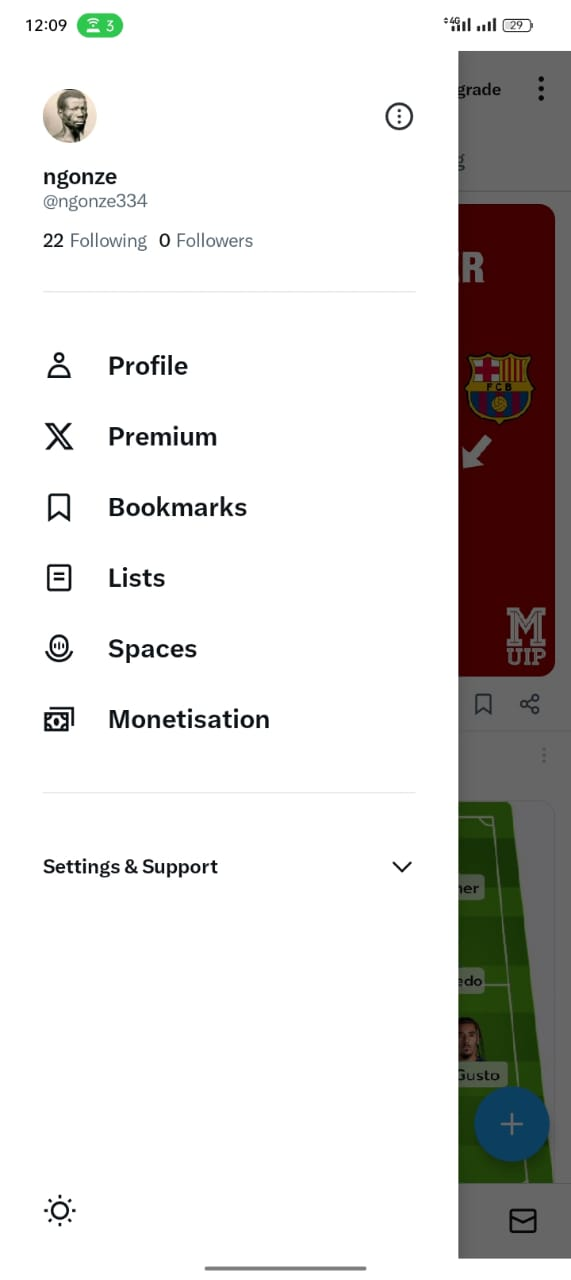 12:09 3 4G 29
ngonze
@ngonze334
22 Following 0 Followers
Profile
Premium
Bookmarks
Lists
Spaces
Monetisation
Settings & Support
grade
R
FCB
M
UIP
her
edo
Gusto